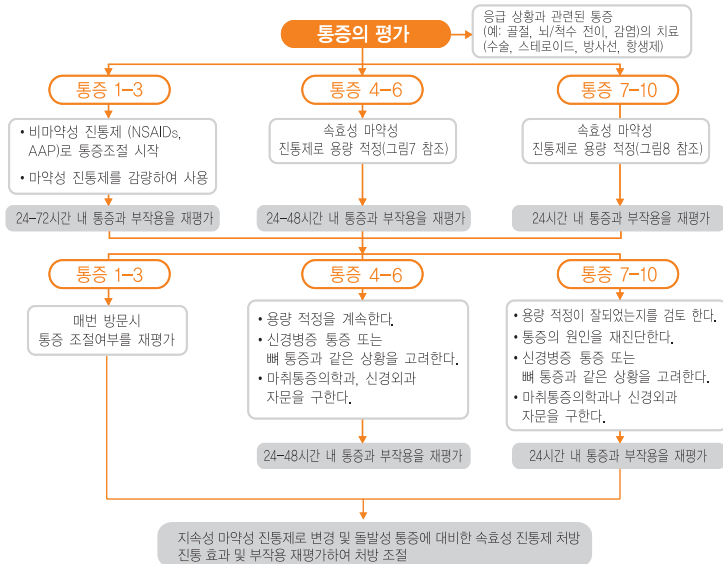 통증의 평가
응급 상황과 관련된 통증
(예: 골절, 뇌/척수 전이, 감염)의 치료
(수술, 스테로이드, 방사선, 항생제)
통증 1-3
• 비마약성 진통제 (NSAIDs,
AAP)로 통증조절 시작
• 마약성 진통제를 감량하여 사용
24-72시간 내 통증과 부작용을 재평가
통증 4-6
속효성 마약성
진통제로 용량 적정(그림7 참조)
24-48시간 내 통증과 부작용을 재평가
통증 7-10
속효성 마약성
진통제로 용량 적정(그림8 참조)
24시간 내 통증과 부작용을 재평가
통증 1-3
매번 방문시
통증 조절여부를 재평가
통증 4-6
• 용량 적정을 계속한다.
• 신경병증 통증 또는
뼈 통증과 같은 상황을 고려한다.
• 마취통증의학과, 신경외과
자문을 구한다.
24-48시간 내 통증과 부작용을 재평가
통증 7-10
• 용량 적정이 잘되었는지를 검토 한다.
• 통증의 원인을 재진단한다.
• 신경병증 통증 또는
뼈 통증과 같은 상황을 고려한다.
• 마취통증의학과나 신경외과
자문을 구한다.
24시간 내 통증과 부작용을 재평가
지속성 마약성 진통제로 변경 및 돌발성 통증에 대비한 속효성 진통제 처방
진통 효과 및 부작용 재평가하여 처방 조절